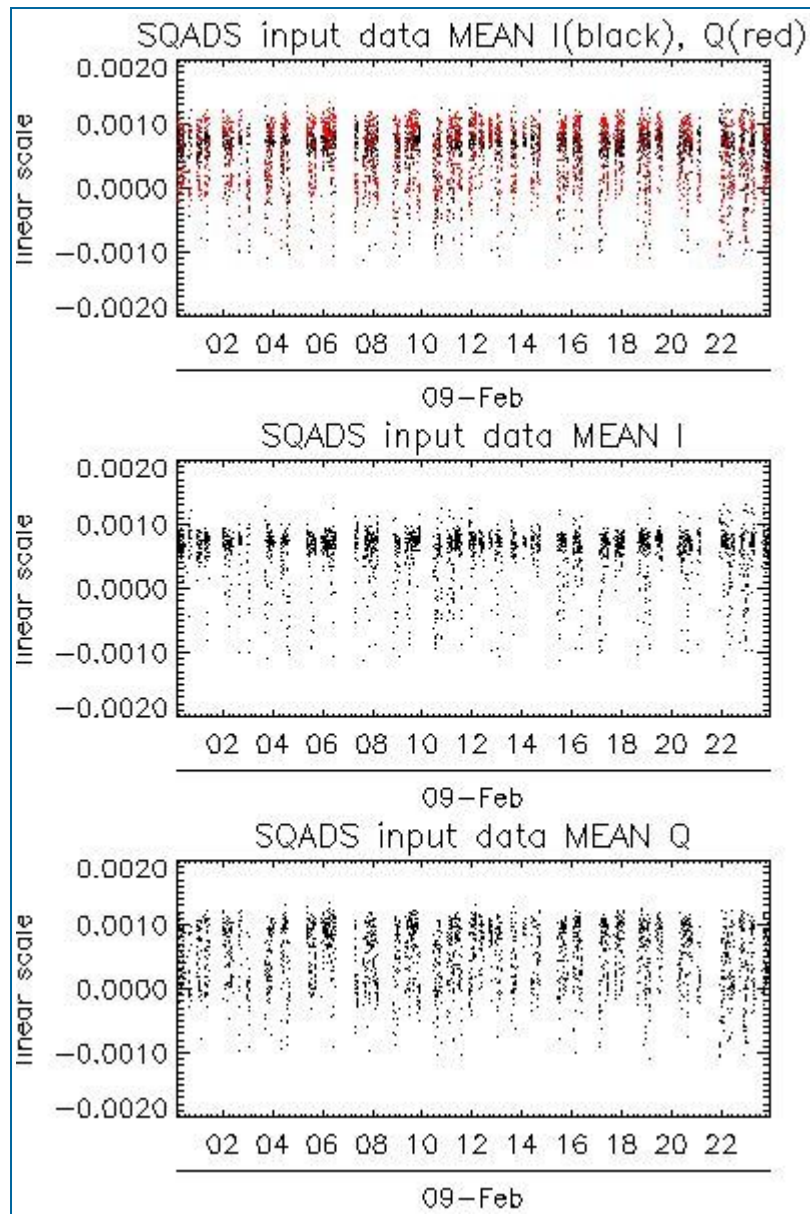 SQADS input data MEAN I(black), Q(red)
linear scale
0.0020
0.0010
0.0000
−0.0010
−0.0020
02 04 06 08 10 12 14 16 18 20 22
09−Feb
SQADS input data MEAN I
linear scale
0.0020
0.0010
0.0000
−0.0010
−0.0020
02 04 06 08 10 12 14 16 18 20 22
09−Feb
SQADS input data MEAN Q
linear scale
0.0020
0.0010
0.0000
−0.0010
−0.0020
02 04 06 08 10 12 14 16 18 20 22
09−Feb